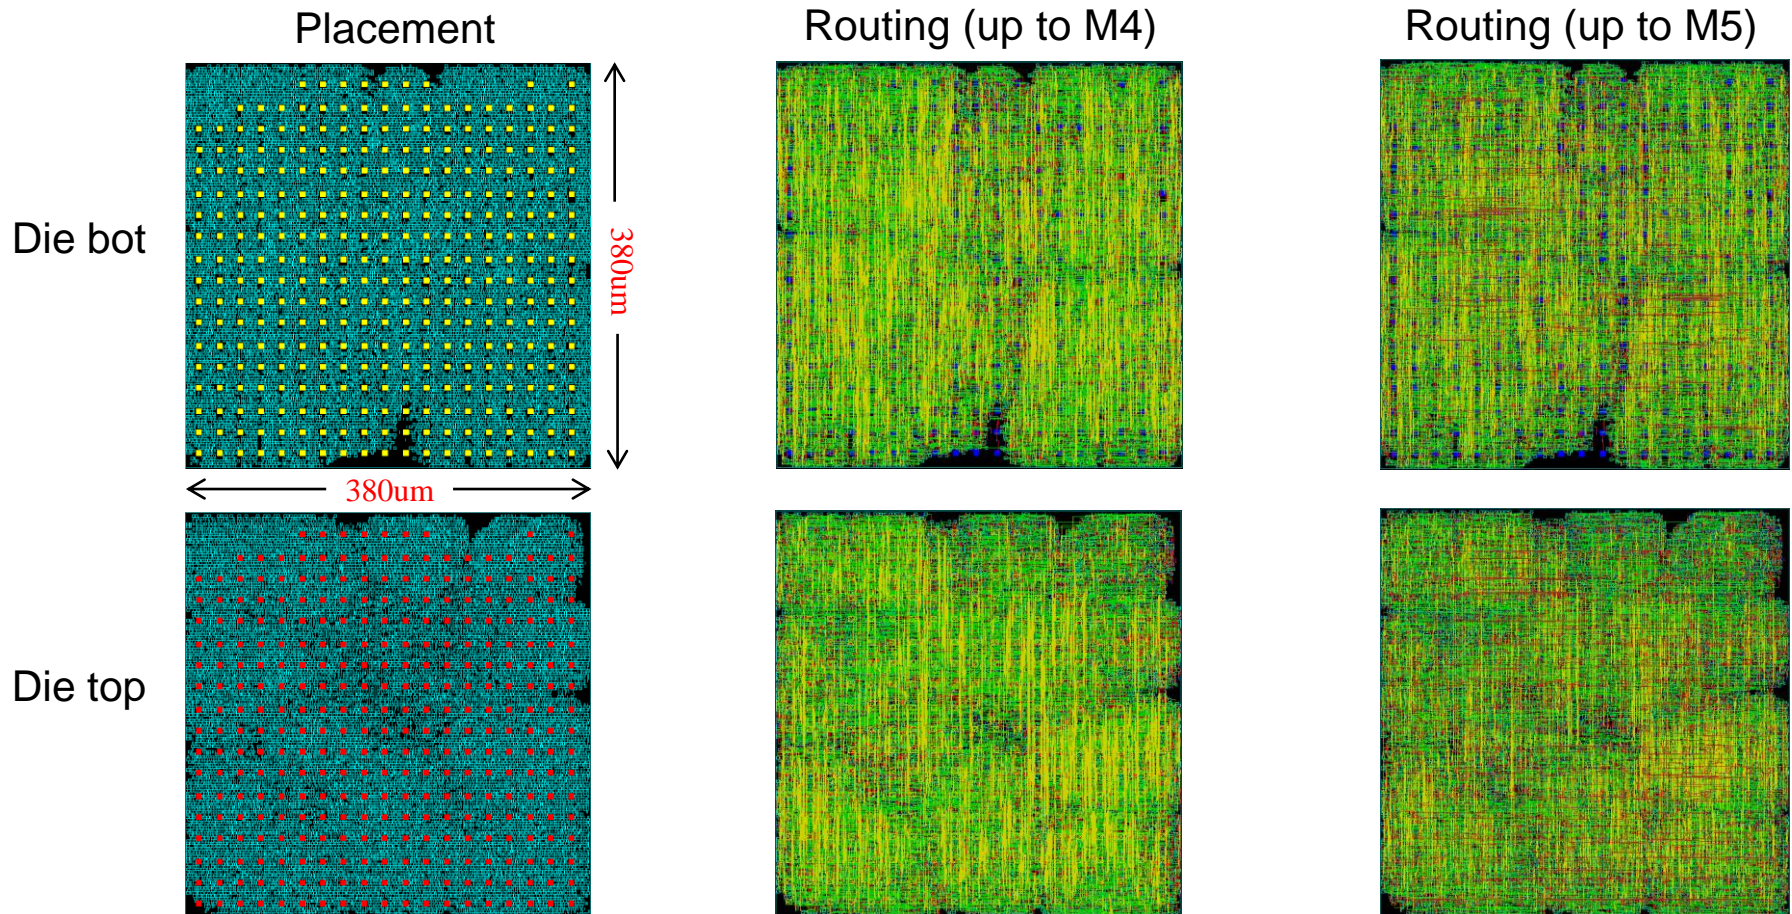 Placement
Routing (up to M4)
Routing (up to M5)
Die bot
380um
380um
Die top